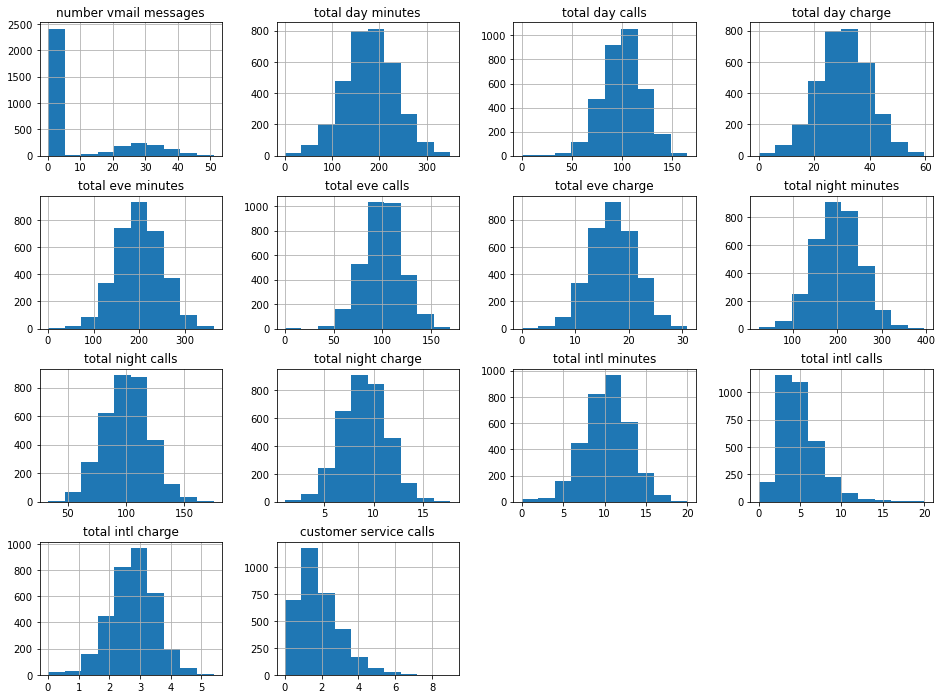 number vmail messages
2500
2000
1500
1000
500
0
0 10 20 30 40 50
total day minutes
800
600
400
200
0
0 100 200 300
total day calls
1000
800
600
400
200
0
0 50 100 150
total day charge
800
600
400
200
0
0 20 40 60
total eve minutes
800
600
400
200
0
0 100 200 300
total eve calls
1000
800
600
400
200
0
0 50 100 150
total eve charge
800
600
400
200
0
0 10 20 30
total night minutes
800
600
400
200
0
100 200 300 400
total night calls
800
600
400
200
0
50 100 150
total night charge
800
600
400
200
0
5 10 15
total intl minutes
1000
800
600
400
200
0
0 5 10 15 20
total intl calls
1000
750
500
250
0
0 5 10 15 20
total intl charge
1000
800
600
400
200
0
0 1 2 3 4 5
customer service calls
1000
750
500
250
0
0 2 4 6 8